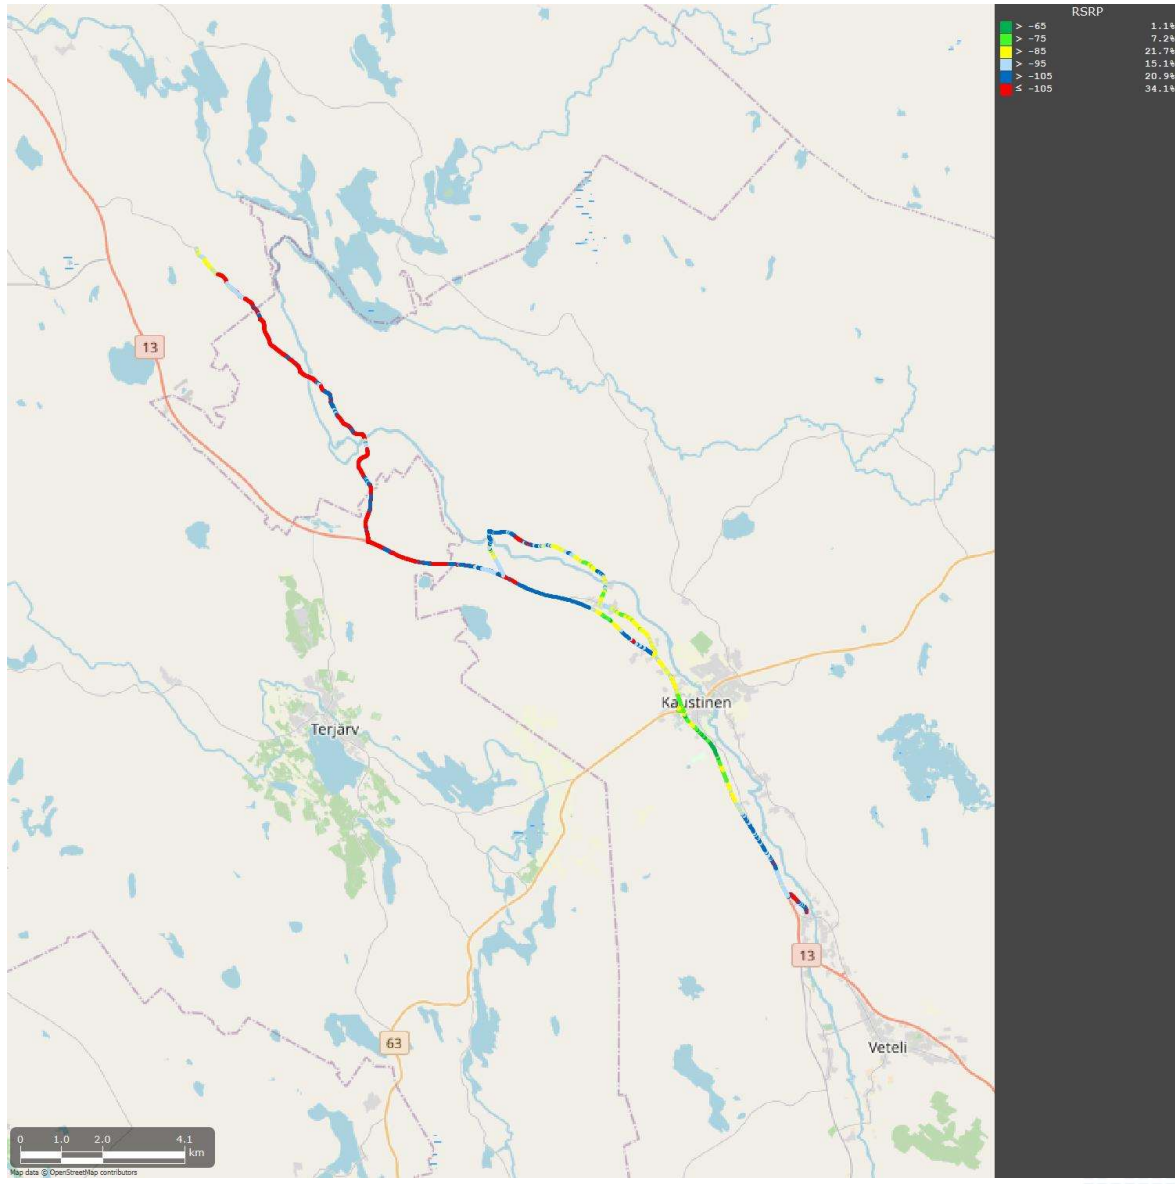 RSRP
> -65 1.1%
> -75 7.2%
> -85 21.7%
> -95 15.1%
> -105 20.9%
≤ -105 34.1%
13
Kaustinen
Terjärv
13
63
Veteli
0 1.0 2.0 4.1
km
Map data © OpenStreetMap contributors